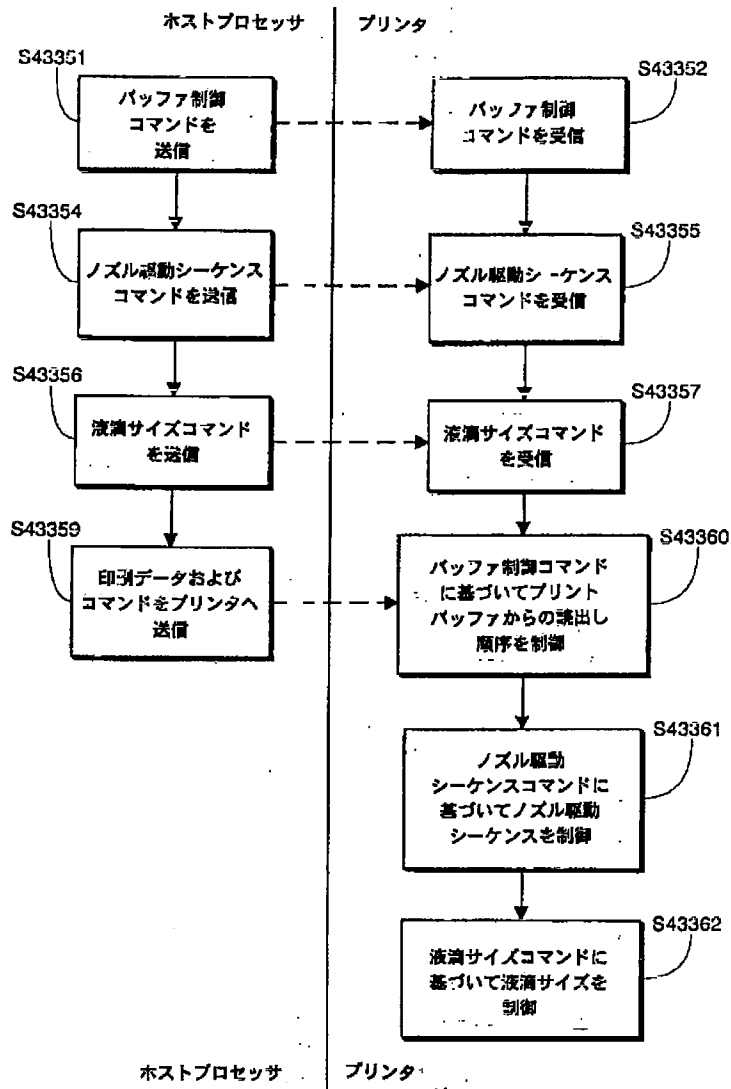 ホストプロセッサ
プリンタ
S43351
バッファ制御
コマンドを
送信
S43352
バッファ制御
コマンドを受信
S43354
ノズル駆動シーケンス
コマンドを送信
S43355
ノズル駆動シーケンス
コマンドを受信
S43356
液滴サイズコマンド
を送信
S43357
液滴サイズコマンド
を受信
S43359
印刷データおよび
コマンドをプリンタへ
送信
S43360
バッファ制御コマンド
に基づいてプリント
バッファからの読出し
順序を制御
S43361
ノズル駆動
シーケンスコマンドに
基づいてノズル駆動
シーケンスを制御
S43362
液滴サイズコマンドに
基づいて液滴サイズを
制御
ホストプロセッサ
プリンタ